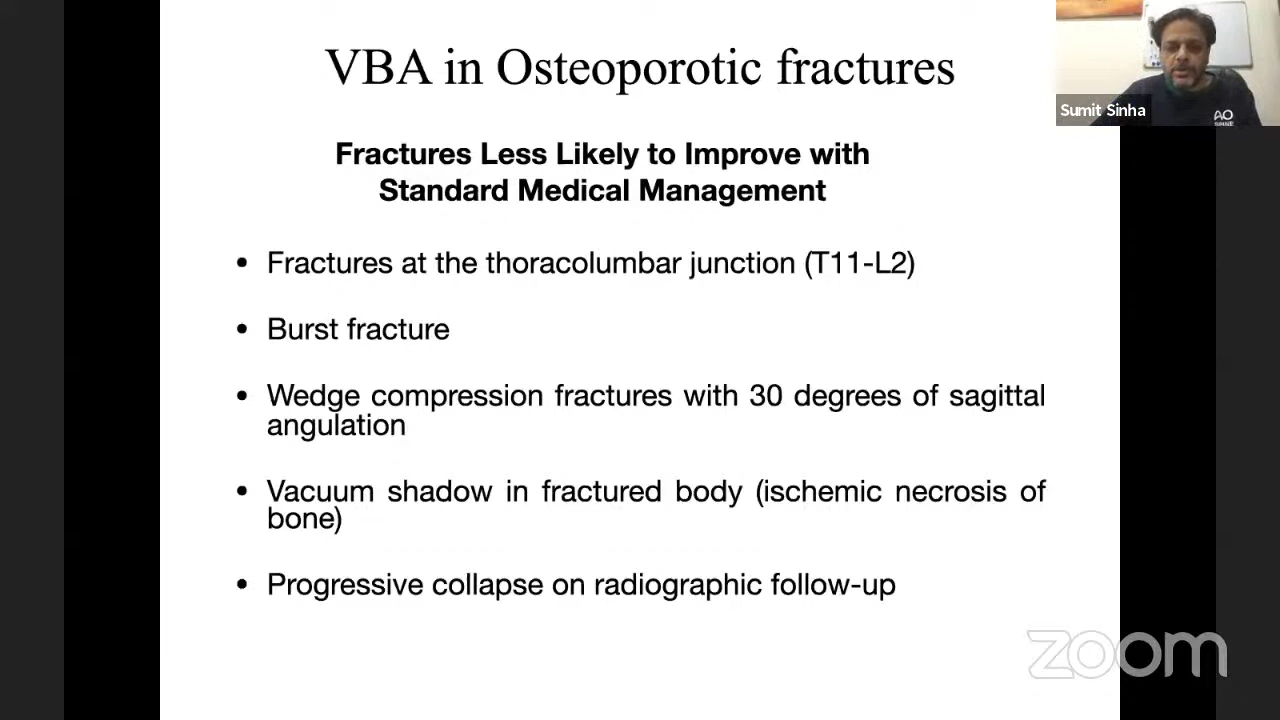 VBA in Osteoporotic fractures
Sumit Sinha
AO
Fractures Less Likely to Improve with
Standard Medical Management
• Fractures at the thoracolumbar junction (T11-L2)
• Burst fracture
• Wedge compression fractures with 30 degrees of sagittal
angulation
• Vacuum shadow in fractured body (ischemic necrosis of
bone)
• Progressive collapse on radiographic follow-up
zoom